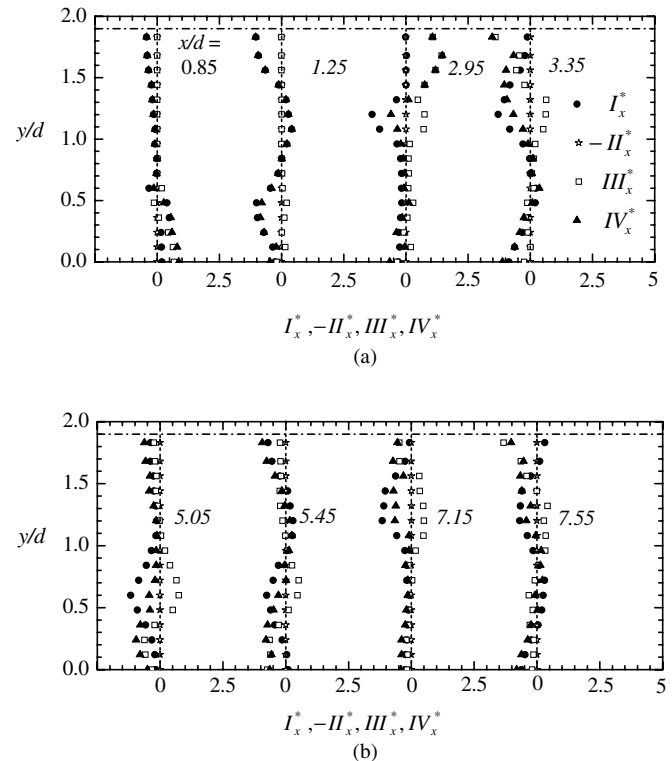 2.0
1.5
y/d
1.0
0.5
0.0
x/d =
0.85
1.25
2.95
3.35
I*x
−II*x
III*x
IV*x
0 2.5 0 2.5 0 2.5 0 2.5 5
I*x ,−II*x, III*x, IV*x
(a)
2.0
1.5
y/d
1.0
0.5
0.0
5.05
5.45
7.15
7.55
0 2.5 0 2.5 0 2.5 0 2.5 5
I*x ,−II*x, III*x, IV*x
(b)